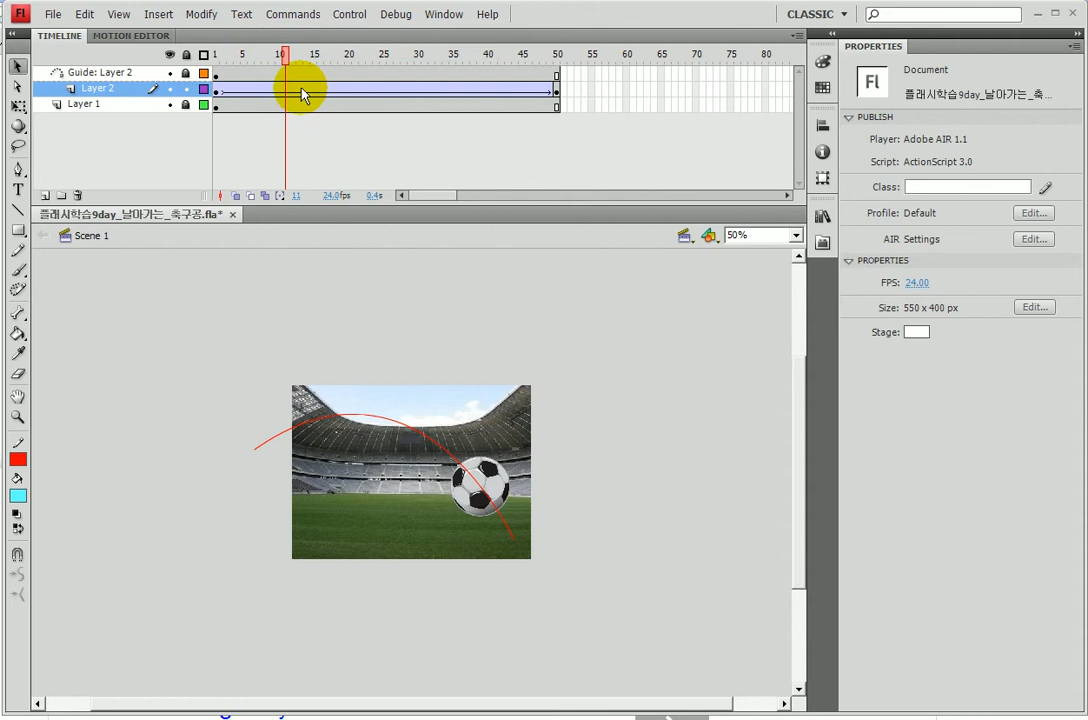 Fl File Edit View Insert Modify Text Commands Control Debug Window Help CLASSIC
TIMELINE MOTION EDITOR
1 5 10 15 20 25 30 35 40 45 50 55 60 65 70 75 80
Guide: Layer 2
Layer 2
Layer 1
11 24.0fps 0.4s
플래시학습9day_날아가는_축구공.fla*
Scene 1
50%
PROPERTIES
Fl
Document
플래시학습9day_날아가는_축...
PUBLISH
Player: Adobe AIR 1.1
Script: ActionScript 3.0
Class:
Profile: Default Edit...
AIR Settings Edit...
PROPERTIES
FPS: 24.00
Size: 550 x 400 px Edit...
Stage: